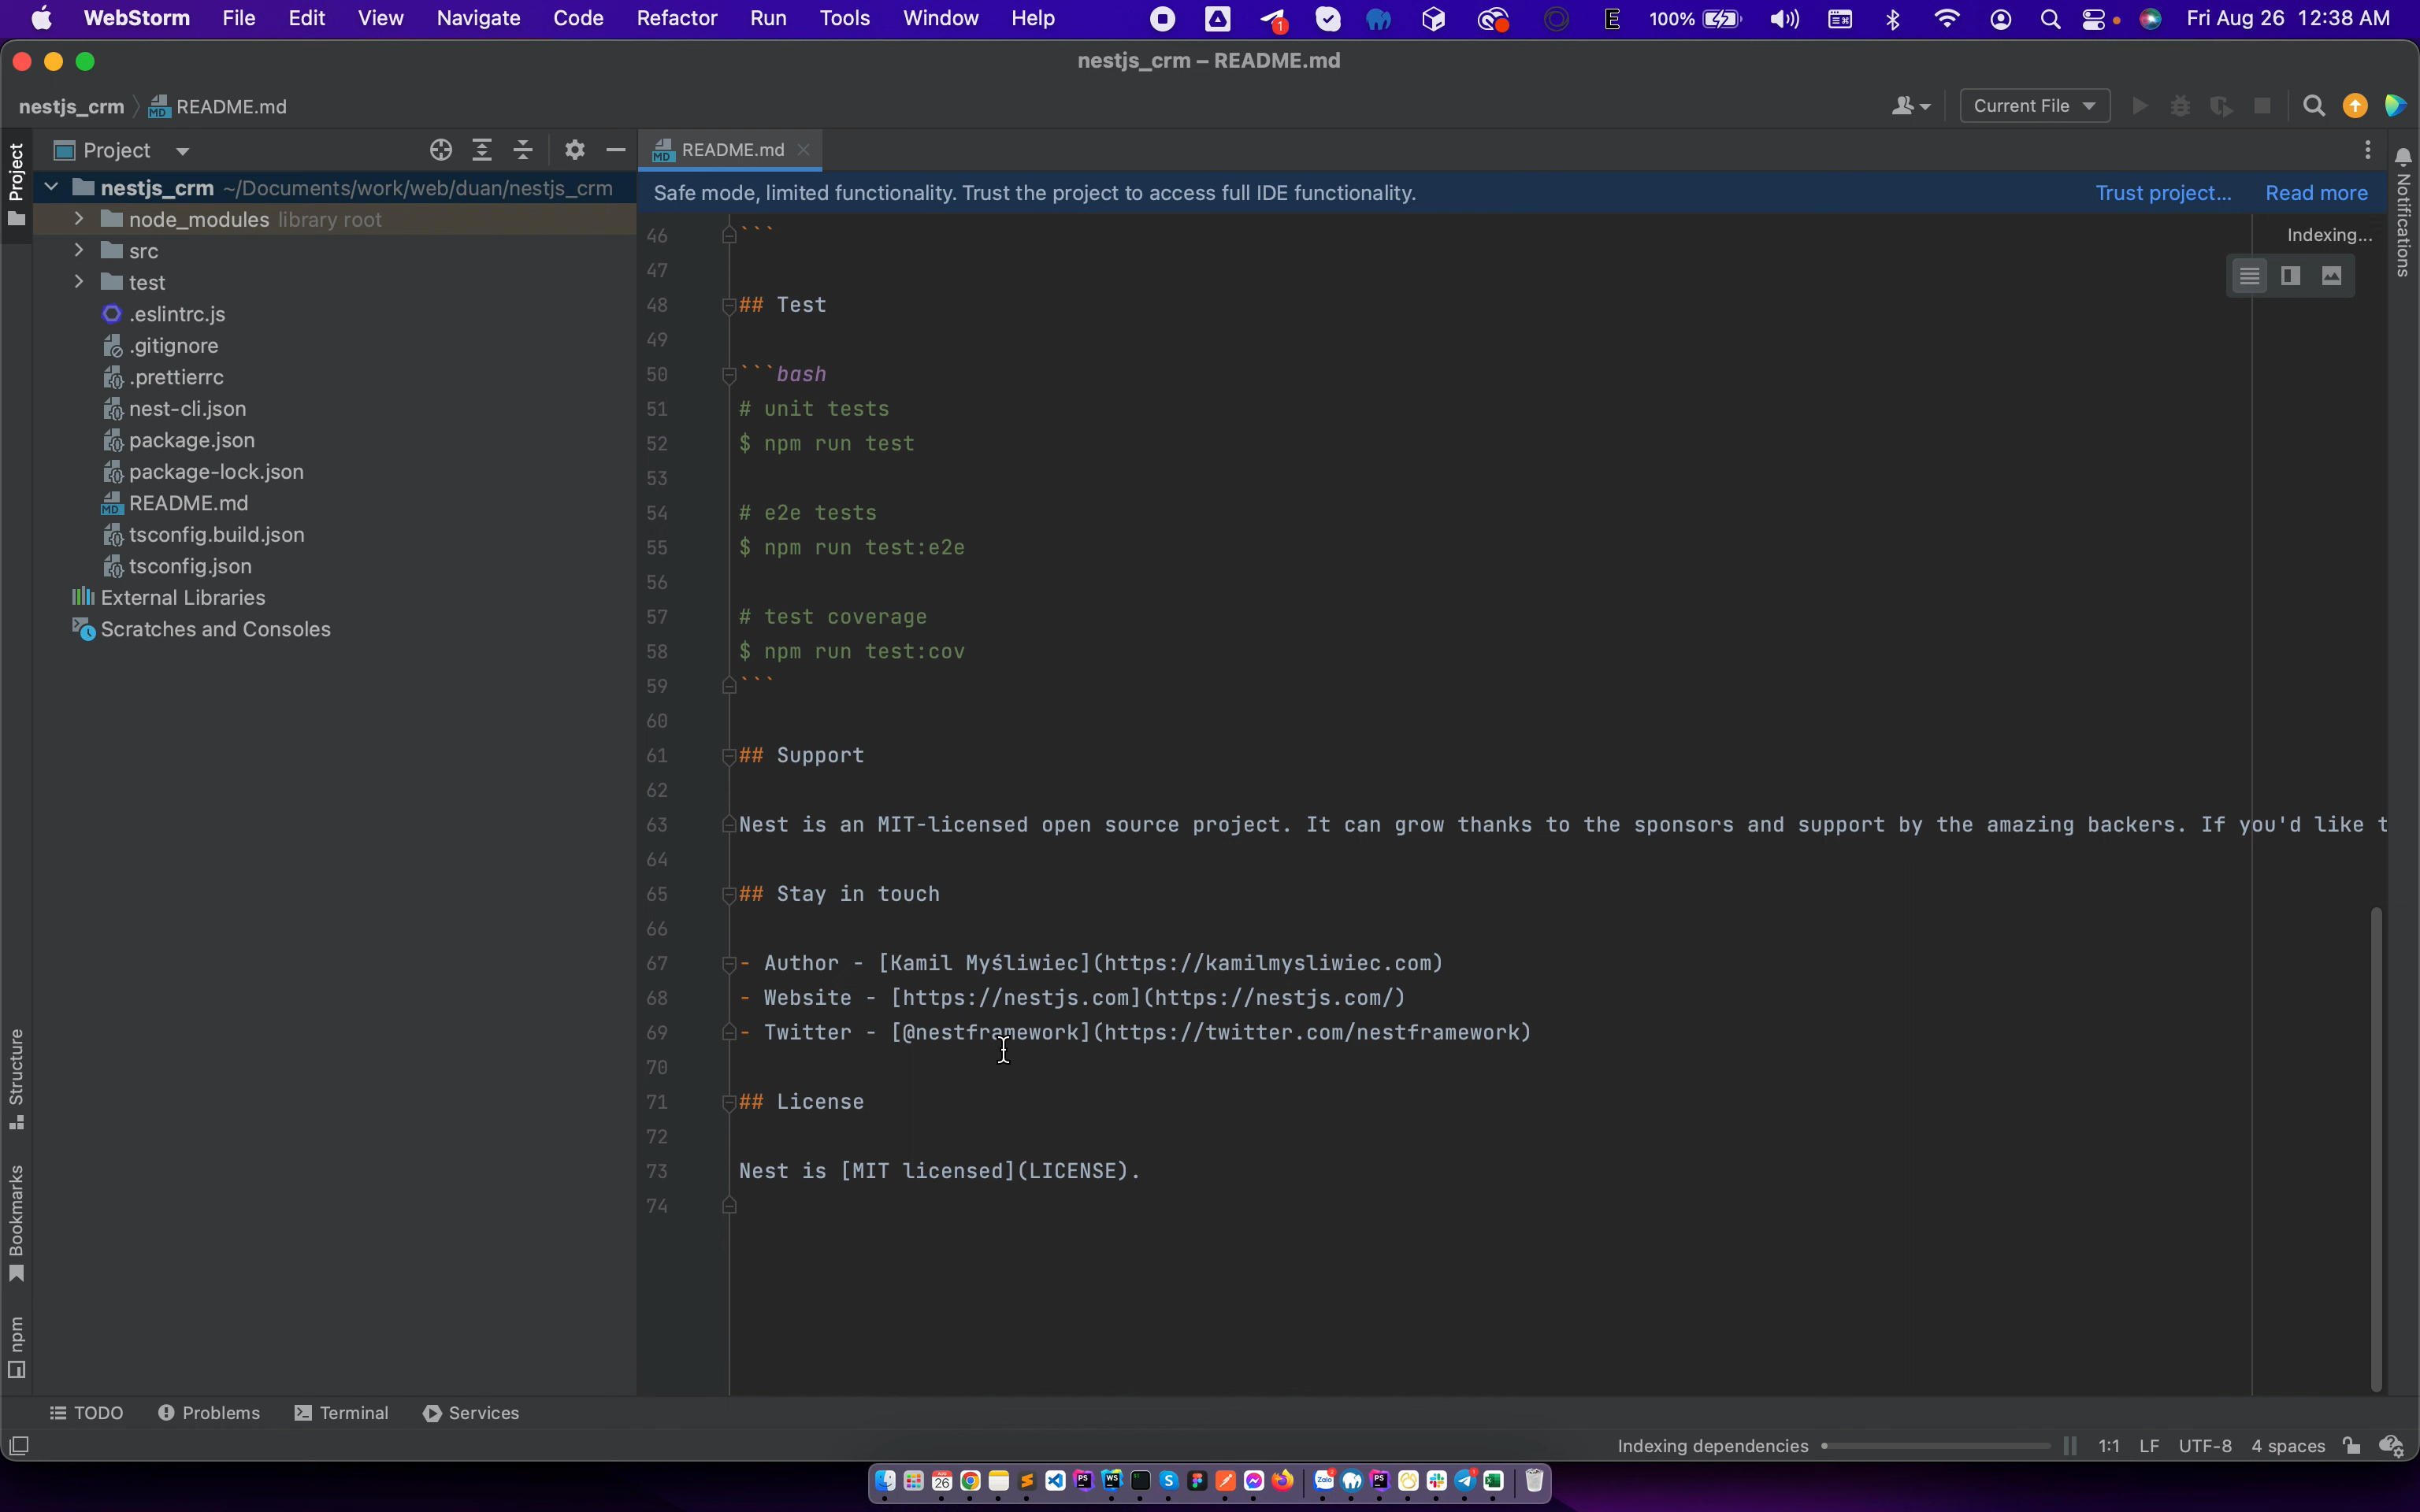 WebStorm File Edit View Navigate Code Refactor Run Tools Window Help 1 E 100% Fri Aug 26 12:38 AM
nestjs_crm – README.md
nestjs_crm README.md Current File
Project
Project
README.md
Notifications
nestjs_crm ~/Documents/work/web/duan/nestjs_crm
node_modules library root
src
test
.eslintrc.js
.gitignore
.prettierrc
nest-cli.json
package.json
package-lock.json
README.md
tsconfig.build.json
tsconfig.json
External Libraries
Scratches and Consoles
Structure
Bookmarks
npm
Safe mode, limited functionality. Trust the project to access full IDE functionality. Trust project... Read more
Indexing...
46 ```
47
48 ## Test
49
50 ```bash
51 # unit tests
52 $ npm run test
53
54 # e2e tests
55 $ npm run test:e2e
56
57 # test coverage
58 $ npm run test:cov
59 ```
60
61 ## Support
62
63 Nest is an MIT-licensed open source project. It can grow thanks to the sponsors and support by the amazing backers. If you'd like t
64
65 ## Stay in touch
66
67 - Author - [Kamil Myśliwiec](https://kamilmysliwiec.com)
68 - Website - [https://nestjs.com](https://nestjs.com/)
69 - Twitter - [@nestframework](https://twitter.com/nestframework)
70
71 ## License
72
73 Nest is [MIT licensed](LICENSE).
74
TODO Problems Terminal Services
Indexing dependencies 1:1 LF UTF-8 4 spaces
26 PS WS Zalo PS